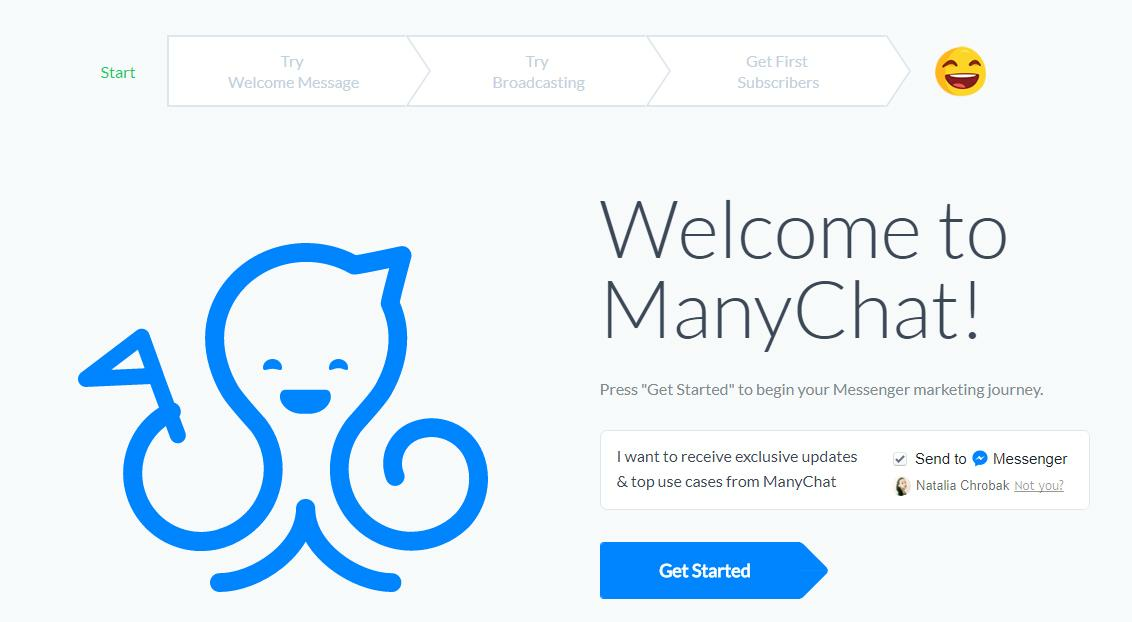 Start
Try
Welcome Message
Try
Broadcasting
Get First
Subscribers
Welcome to
ManyChat!
Press "Get Started" to begin your Messenger marketing journey.
I want to receive exclusive updates
& top use cases from ManyChat
Send to Messenger
Natalia Chrobak Not you?
Get Started